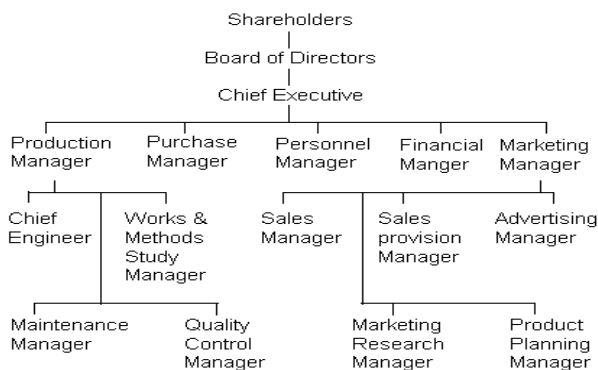 Shareholders
Board of Directors
Chief Executive
Production
Manager
Purchase
Manager
Personnel
Manager
Financial
Manger
Marketing
Manager
Chief
Engineer
Works &
Methods
Study
Manager
Sales
Manager
Sales
provision
Manager
Advertising
Manager
Maintenance
Manager
Quality
Control
Manager
Marketing
Research
Manager
Product
Planning
Manager